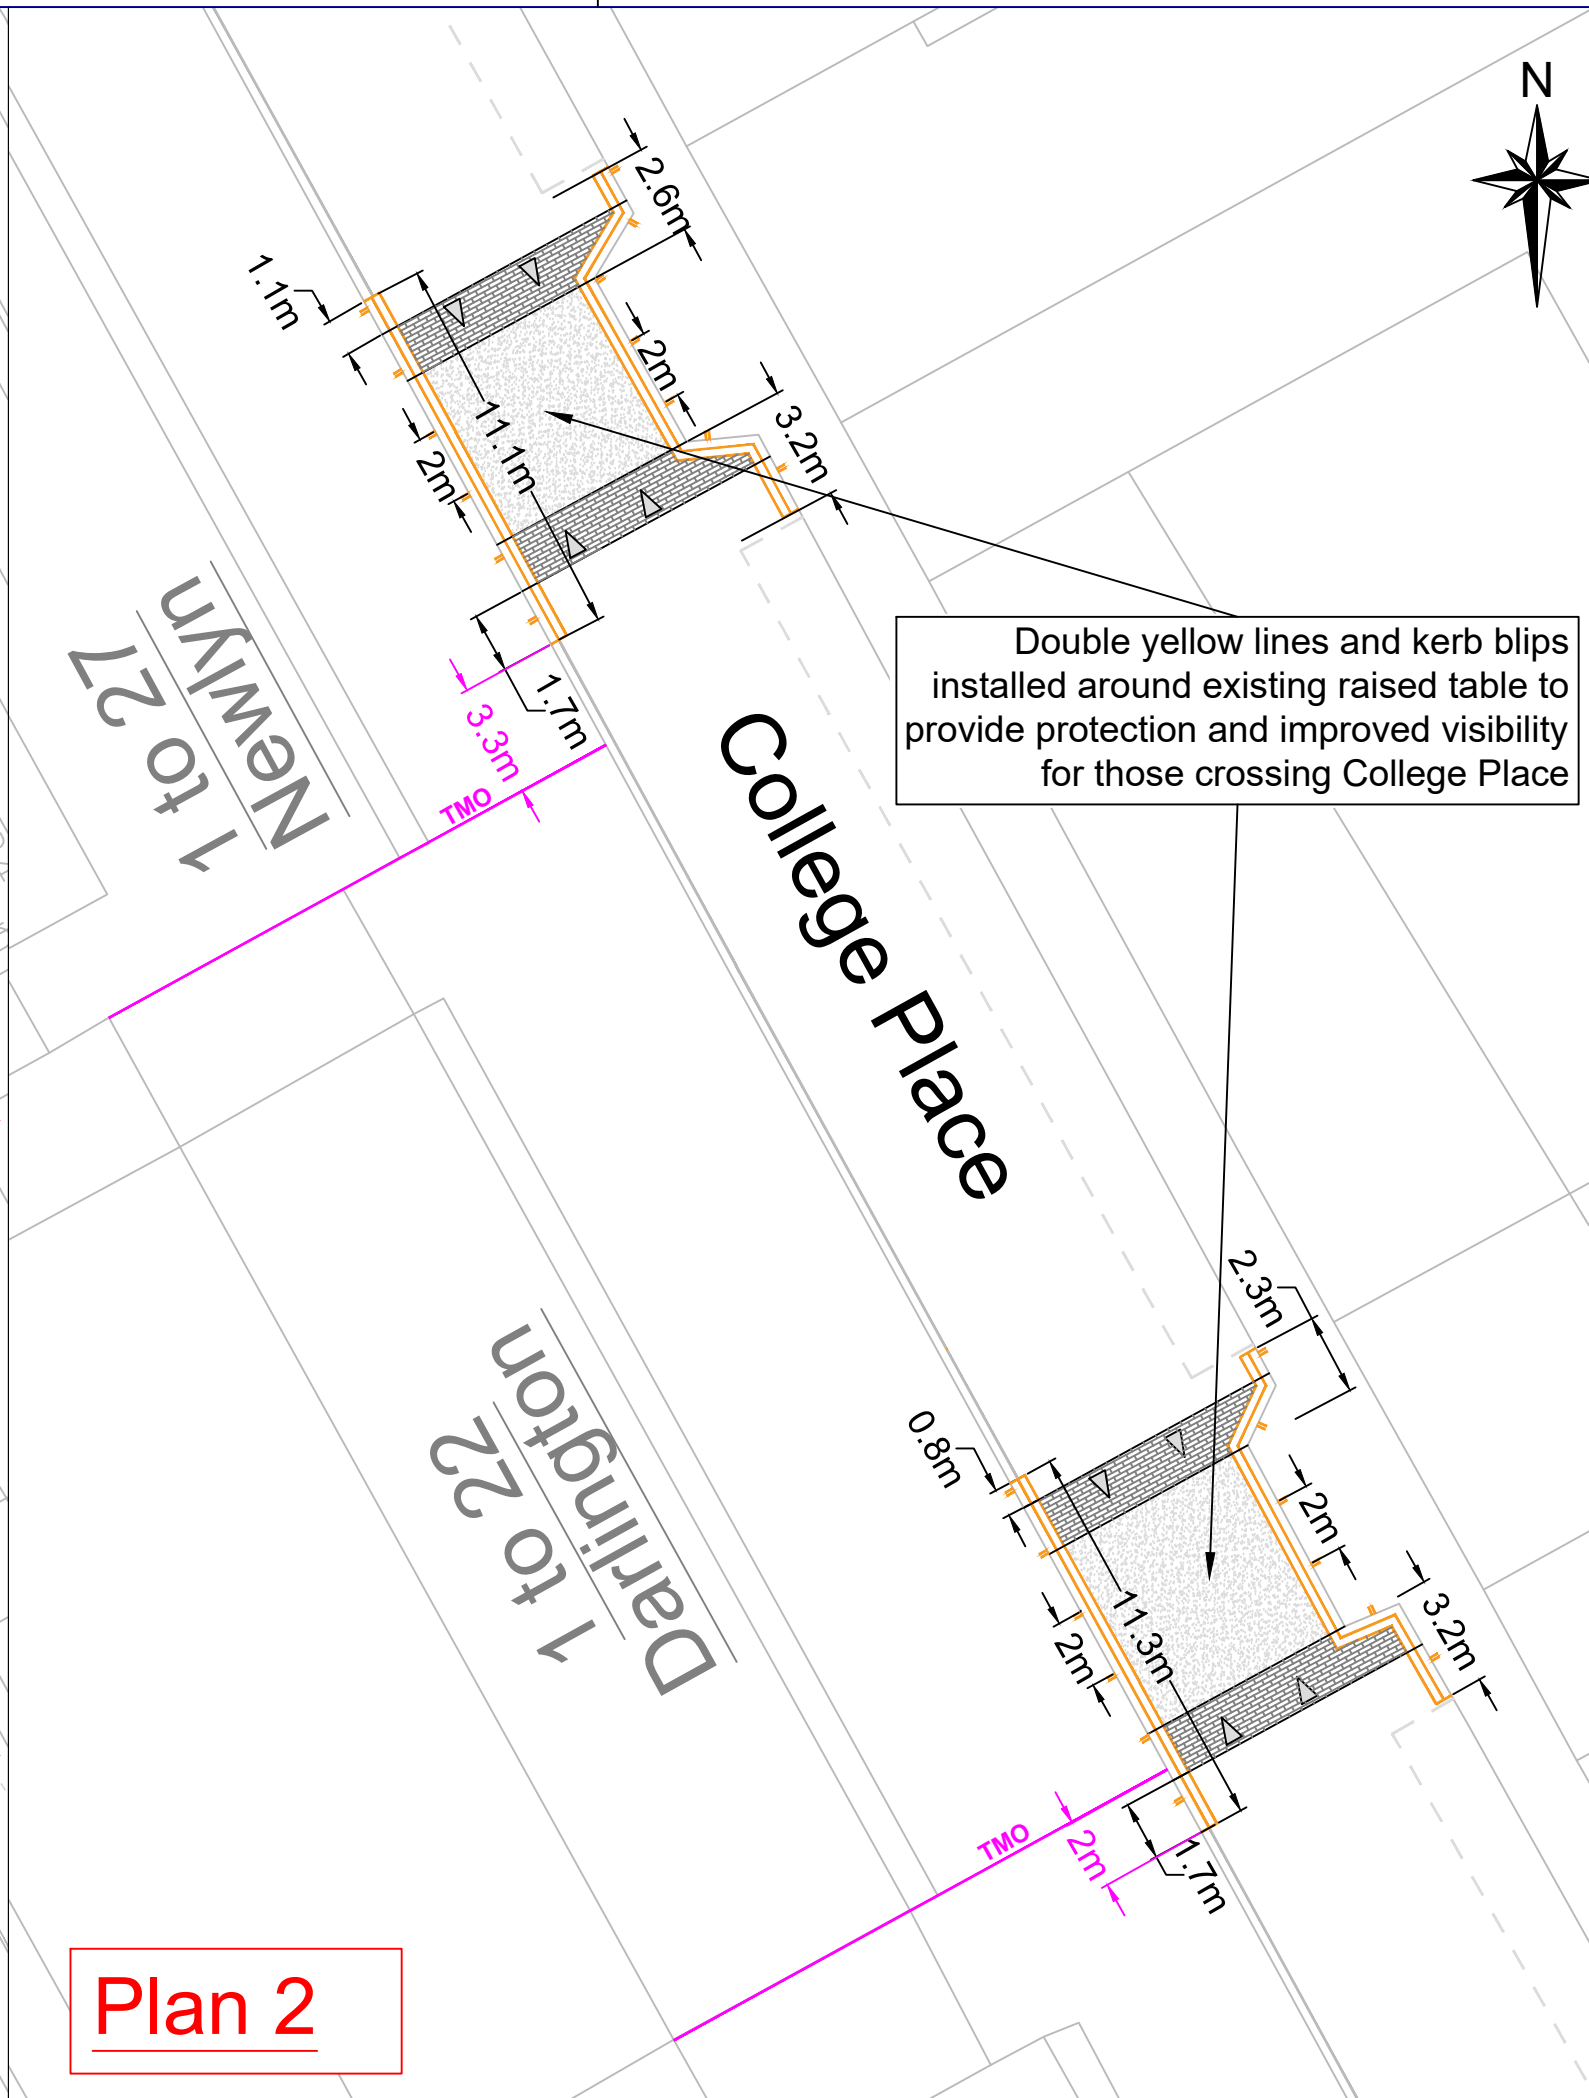 N
2.6m
1.1m
2m
3.2m
11.1m
2m
1.7m
3.3m
TMO
Newlyn
1 to 27
Double yellow lines and kerb blips
installed around existing raised table to
provide protection and improved visibility
for those crossing College Place
College Place
2.3m
0.8m
2m
3.2m
11.3m
2m
1.7m
2m
TMO
Darlington
1 to 22
Plan 2